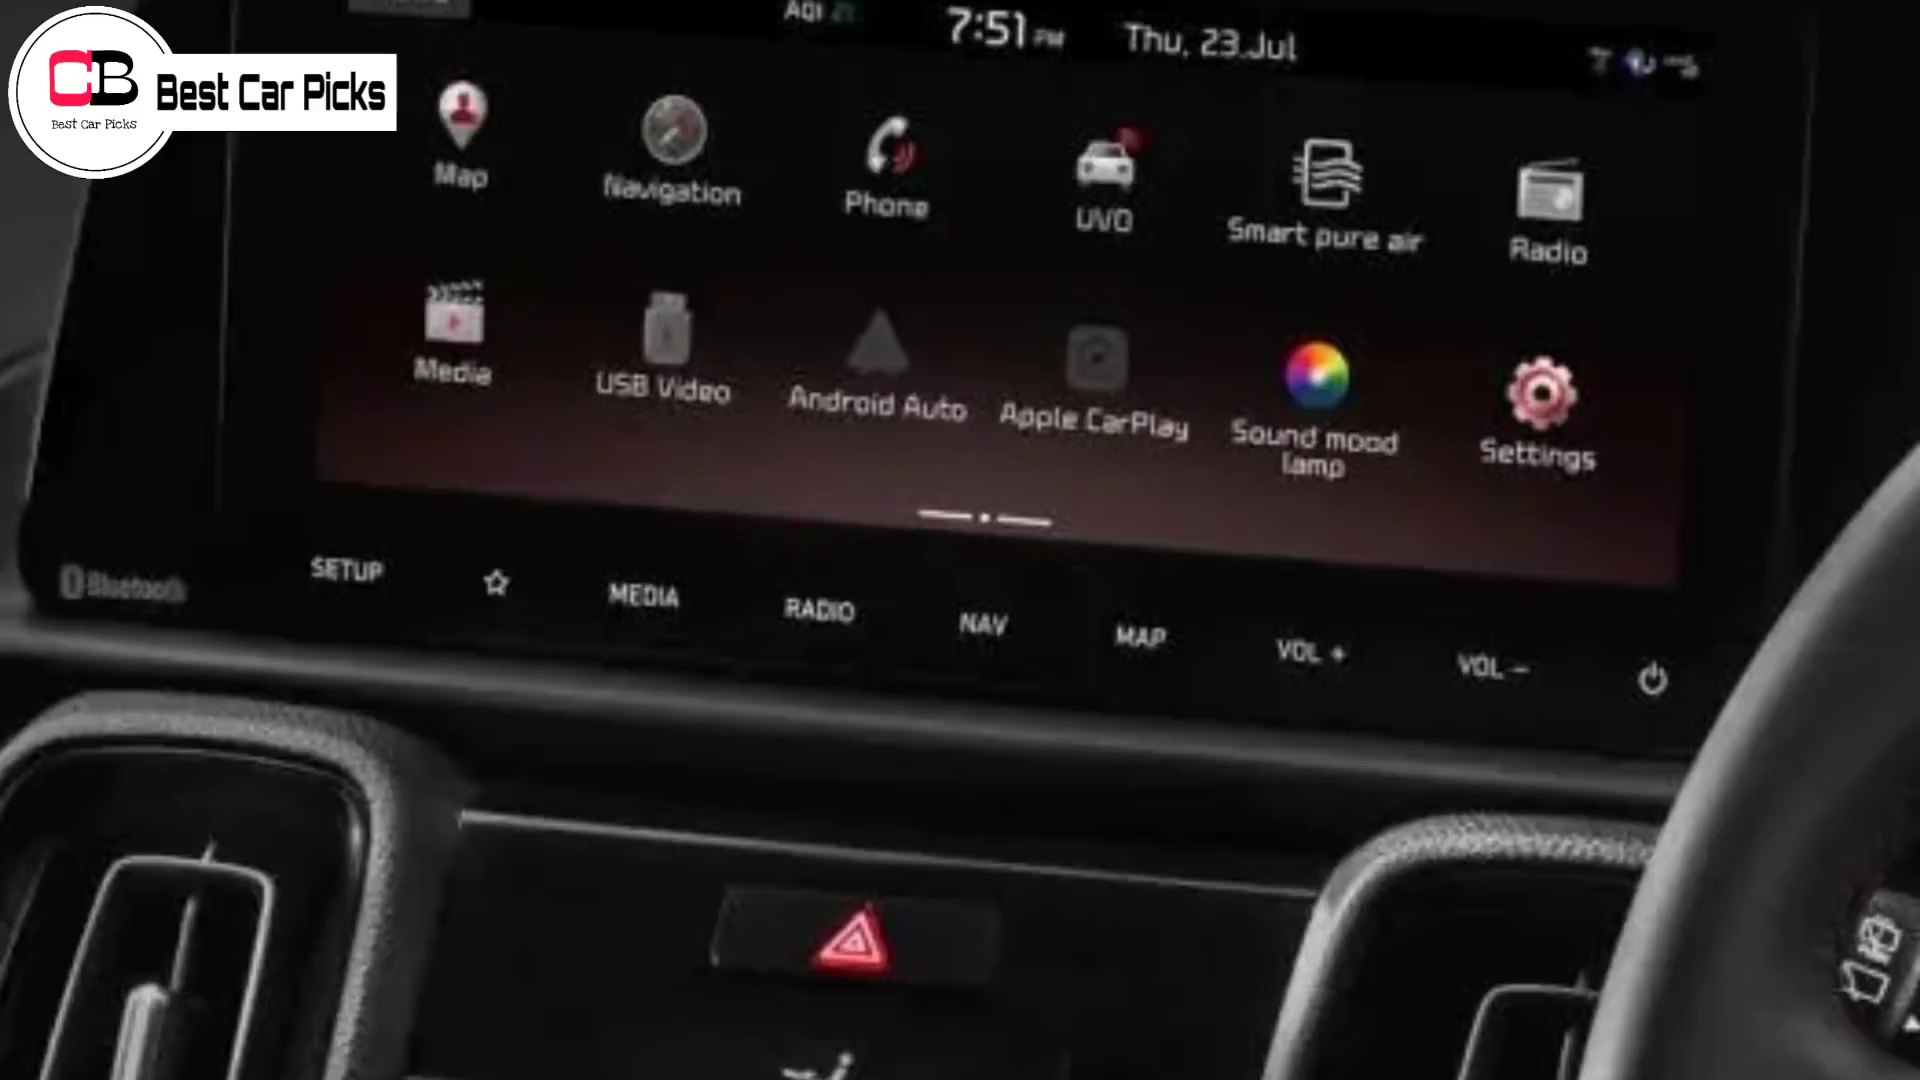 CB
Best Car Picks
Best Car Picks
AQI
7:51 PM
Thu, 23.Jul
Map
Navigation
Phone
UVO
Smart pure air
Radio
Media
USB Video
Android Auto
Apple CarPlay
Sound mood
lamp
Settings
Bluetooth
SETUP
MEDIA
RADIO
NAV
MAP
VOL +
VOL −